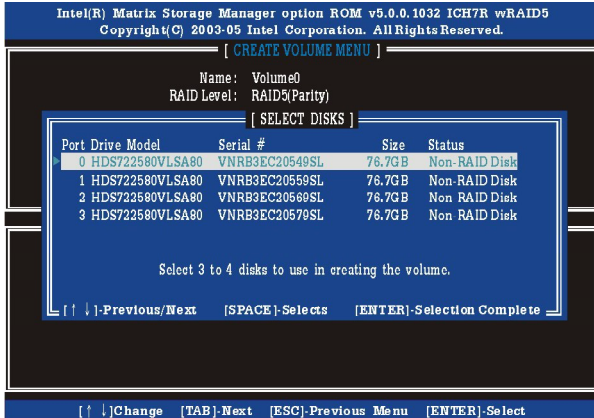 Intel(R) Matrix Storage Manager option ROM v5.0.0.1032 ICH7R wRAID5
Copyright(C) 2003-05 Intel Corporation. All Rights Reserved.
[ CREATE VOLUME MENU ]
Name: Volume0
RAID Level: RAID5(Parity)
[ SELECT DISKS ]
Port Drive Model Serial # Size Status
0 HDS722580VLSA80 VNRB3EC20549SL 76.7GB Non-RAID Disk
1 HDS722580VLSA80 VNRB3EC20559SL 76.7GB Non-RAID Disk
2 HDS722580VLSA80 VNRB3EC20569SL 76.7GB Non-RAID Disk
3 HDS722580VLSA80 VNRB3EC20579SL 76.7GB Non-RAID Disk
Select 3 to 4 disks to use in creating the volume.
[↑ ↓]-Previous/Next [SPACE]-Selects [ENTER]-Selection Complete
[↑ ↓]Change [TAB]-Next [ESC]-Previous Menu [ENTER]-Select